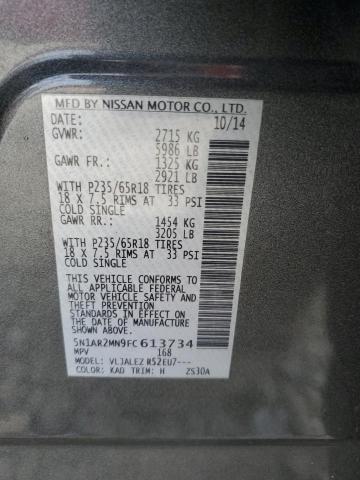 MFD BY NISSAN MOTOR CO., LTD.
DATE: 10/14
GVWR: 2715 KG
5986 LB
GAWR FR.: 1325 KG
2921 LB
WITH P235/65R18 TIRES
18 X 7.5 RIMS AT 33 PSI
COLD SINGLE
GAWR RR.: 1454 KG
3205 LB
WITH P235/65R18 TIRES
18 X 7.5 RIMS AT 33 PSI
COLD SINGLE
THIS VEHICLE CONFORMS TO
ALL APPLICABLE FEDERAL
MOTOR VEHICLE SAFETY AND
THEFT PREVENTION
STANDARDS IN EFFECT
ON THE DATE OF
MANUFACTURE SHOWN
ABOVE.
5N1AR2MN9FC613734
MPV 168
MODEL: VLJALEZ R52EU7---
COLOR: KAD TRIM: H ZS30A